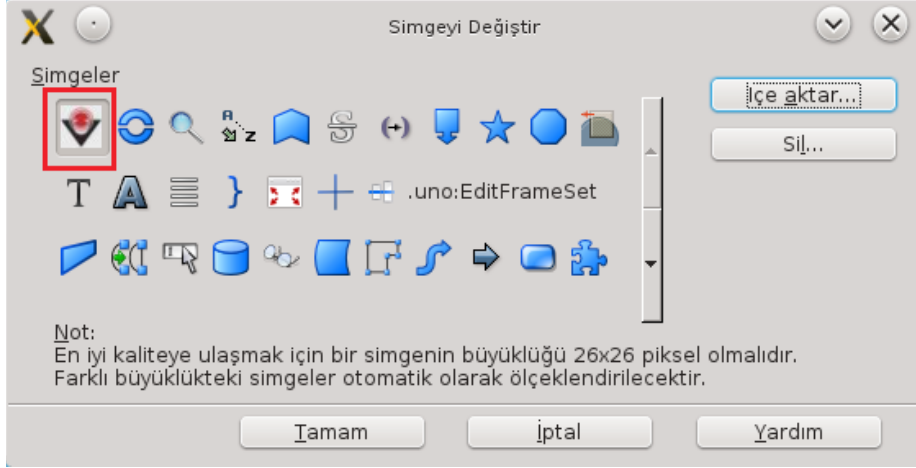 Simgeyi Değiştir
Simgeler
İçe aktar...
Sil...
.uno:EditFrameSet
Not:
En iyi kaliteye ulaşmak için bir simgenin büyüklüğü 26x26 piksel olmalıdır.
Farklı büyüklükteki simgeler otomatik olarak ölçeklendirilecektir.
Tamam
İptal
Yardım